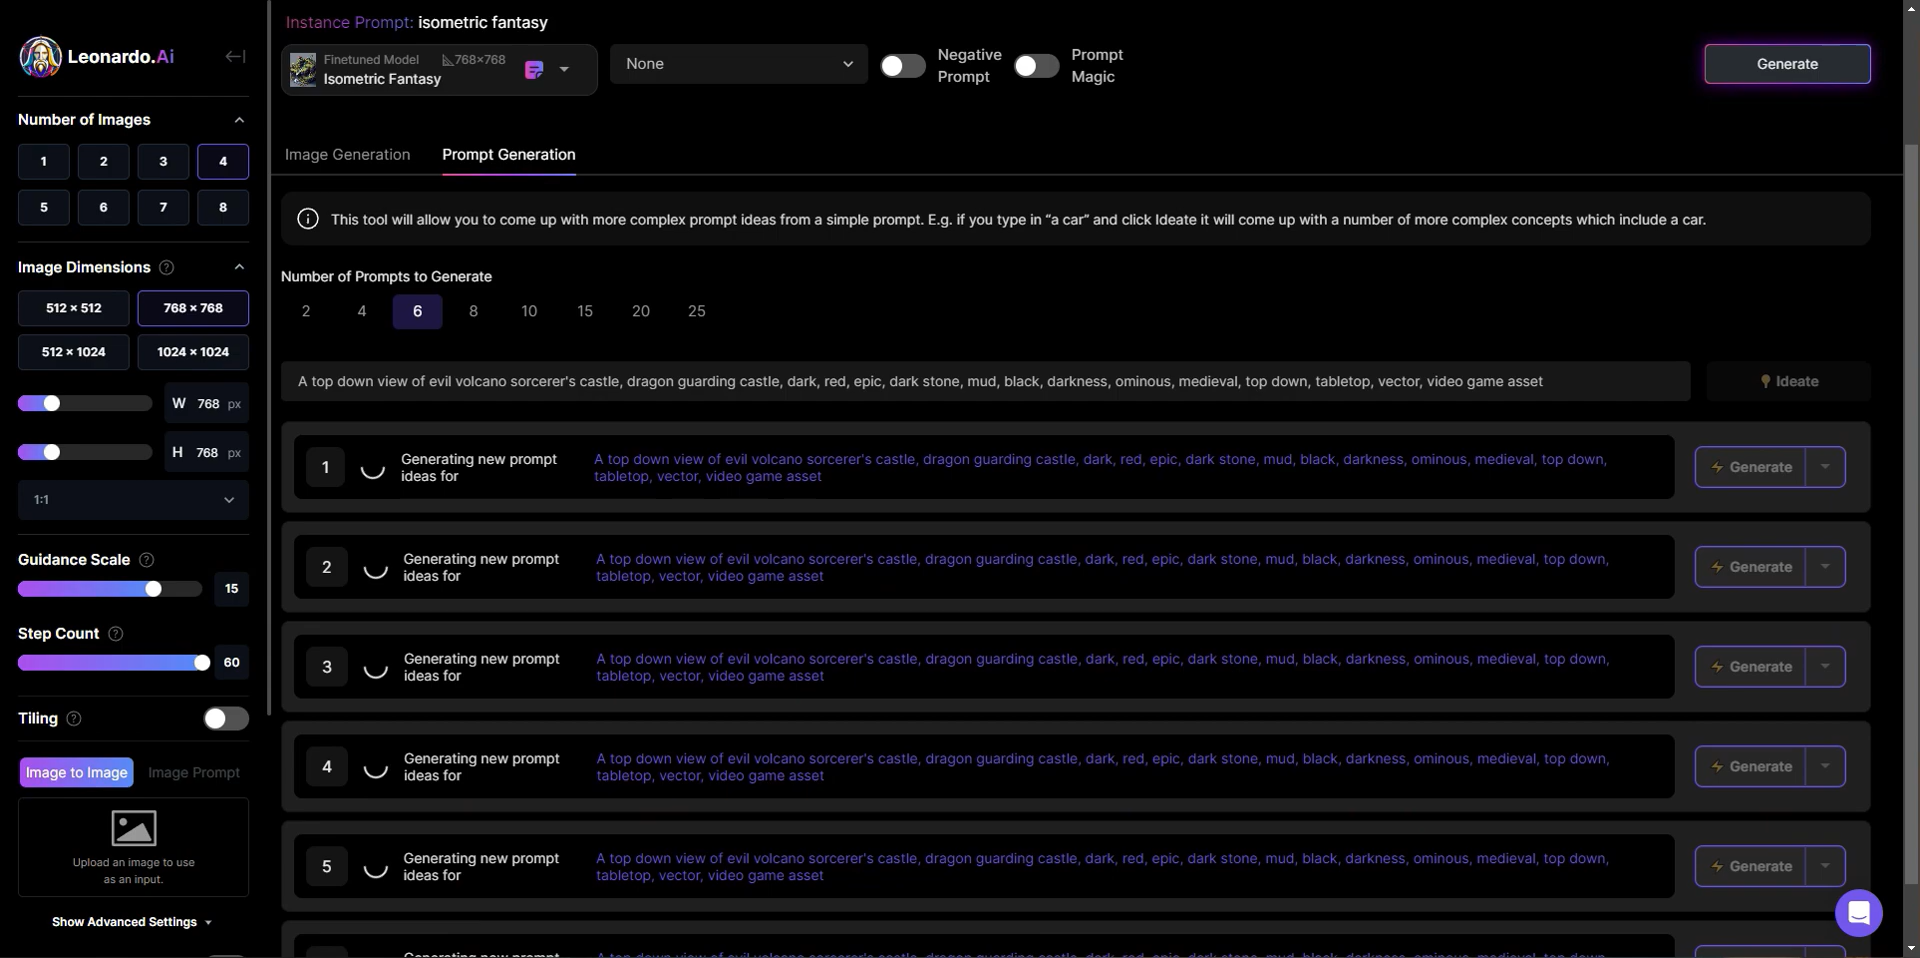 Leonardo.Ai
Number of Images
1 2 3 4
5 6 7 8
Image Dimensions
512 × 512 768 × 768
512 × 1024 1024 × 1024
W 768 px
H 768 px
1:1
Guidance Scale
15
Step Count
60
Tiling
Image to Image Image Prompt
Upload an image to use
as an input.
Show Advanced Settings
Instance Prompt: isometric fantasy
Finetuned Model 768×768
Isometric Fantasy
None
Negative
Prompt
Prompt
Magic
Generate
Image Generation Prompt Generation
This tool will allow you to come up with more complex prompt ideas from a simple prompt. E.g. if you type in “a car” and click Ideate it will come up with a number of more complex concepts which include a car.
Number of Prompts to Generate
2 4 6 8 10 15 20 25
A top down view of evil volcano sorcerer's castle, dragon guarding castle, dark, red, epic, dark stone, mud, black, darkness, ominous, medieval, top down, tabletop, vector, video game asset
Ideate
1
Generating new prompt
ideas for
A top down view of evil volcano sorcerer's castle, dragon guarding castle, dark, red, epic, dark stone, mud, black, darkness, ominous, medieval, top down,
tabletop, vector, video game asset
Generate
2
Generating new prompt
ideas for
A top down view of evil volcano sorcerer's castle, dragon guarding castle, dark, red, epic, dark stone, mud, black, darkness, ominous, medieval, top down,
tabletop, vector, video game asset
Generate
3
Generating new prompt
ideas for
A top down view of evil volcano sorcerer's castle, dragon guarding castle, dark, red, epic, dark stone, mud, black, darkness, ominous, medieval, top down,
tabletop, vector, video game asset
Generate
4
Generating new prompt
ideas for
A top down view of evil volcano sorcerer's castle, dragon guarding castle, dark, red, epic, dark stone, mud, black, darkness, ominous, medieval, top down,
tabletop, vector, video game asset
Generate
5
Generating new prompt
ideas for
A top down view of evil volcano sorcerer's castle, dragon guarding castle, dark, red, epic, dark stone, mud, black, darkness, ominous, medieval, top down,
tabletop, vector, video game asset
Generate